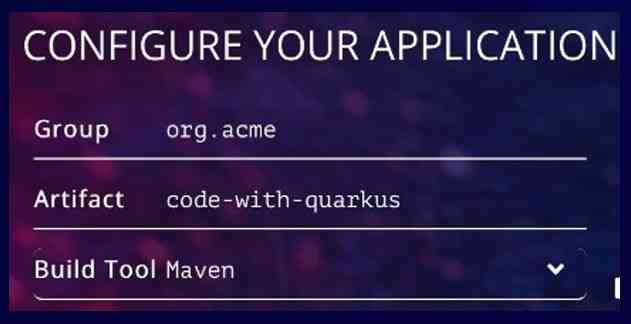 CONFIGURE YOUR APPLICATION
Group org.acme
Artifact code-with-quarkus
Build Tool Maven